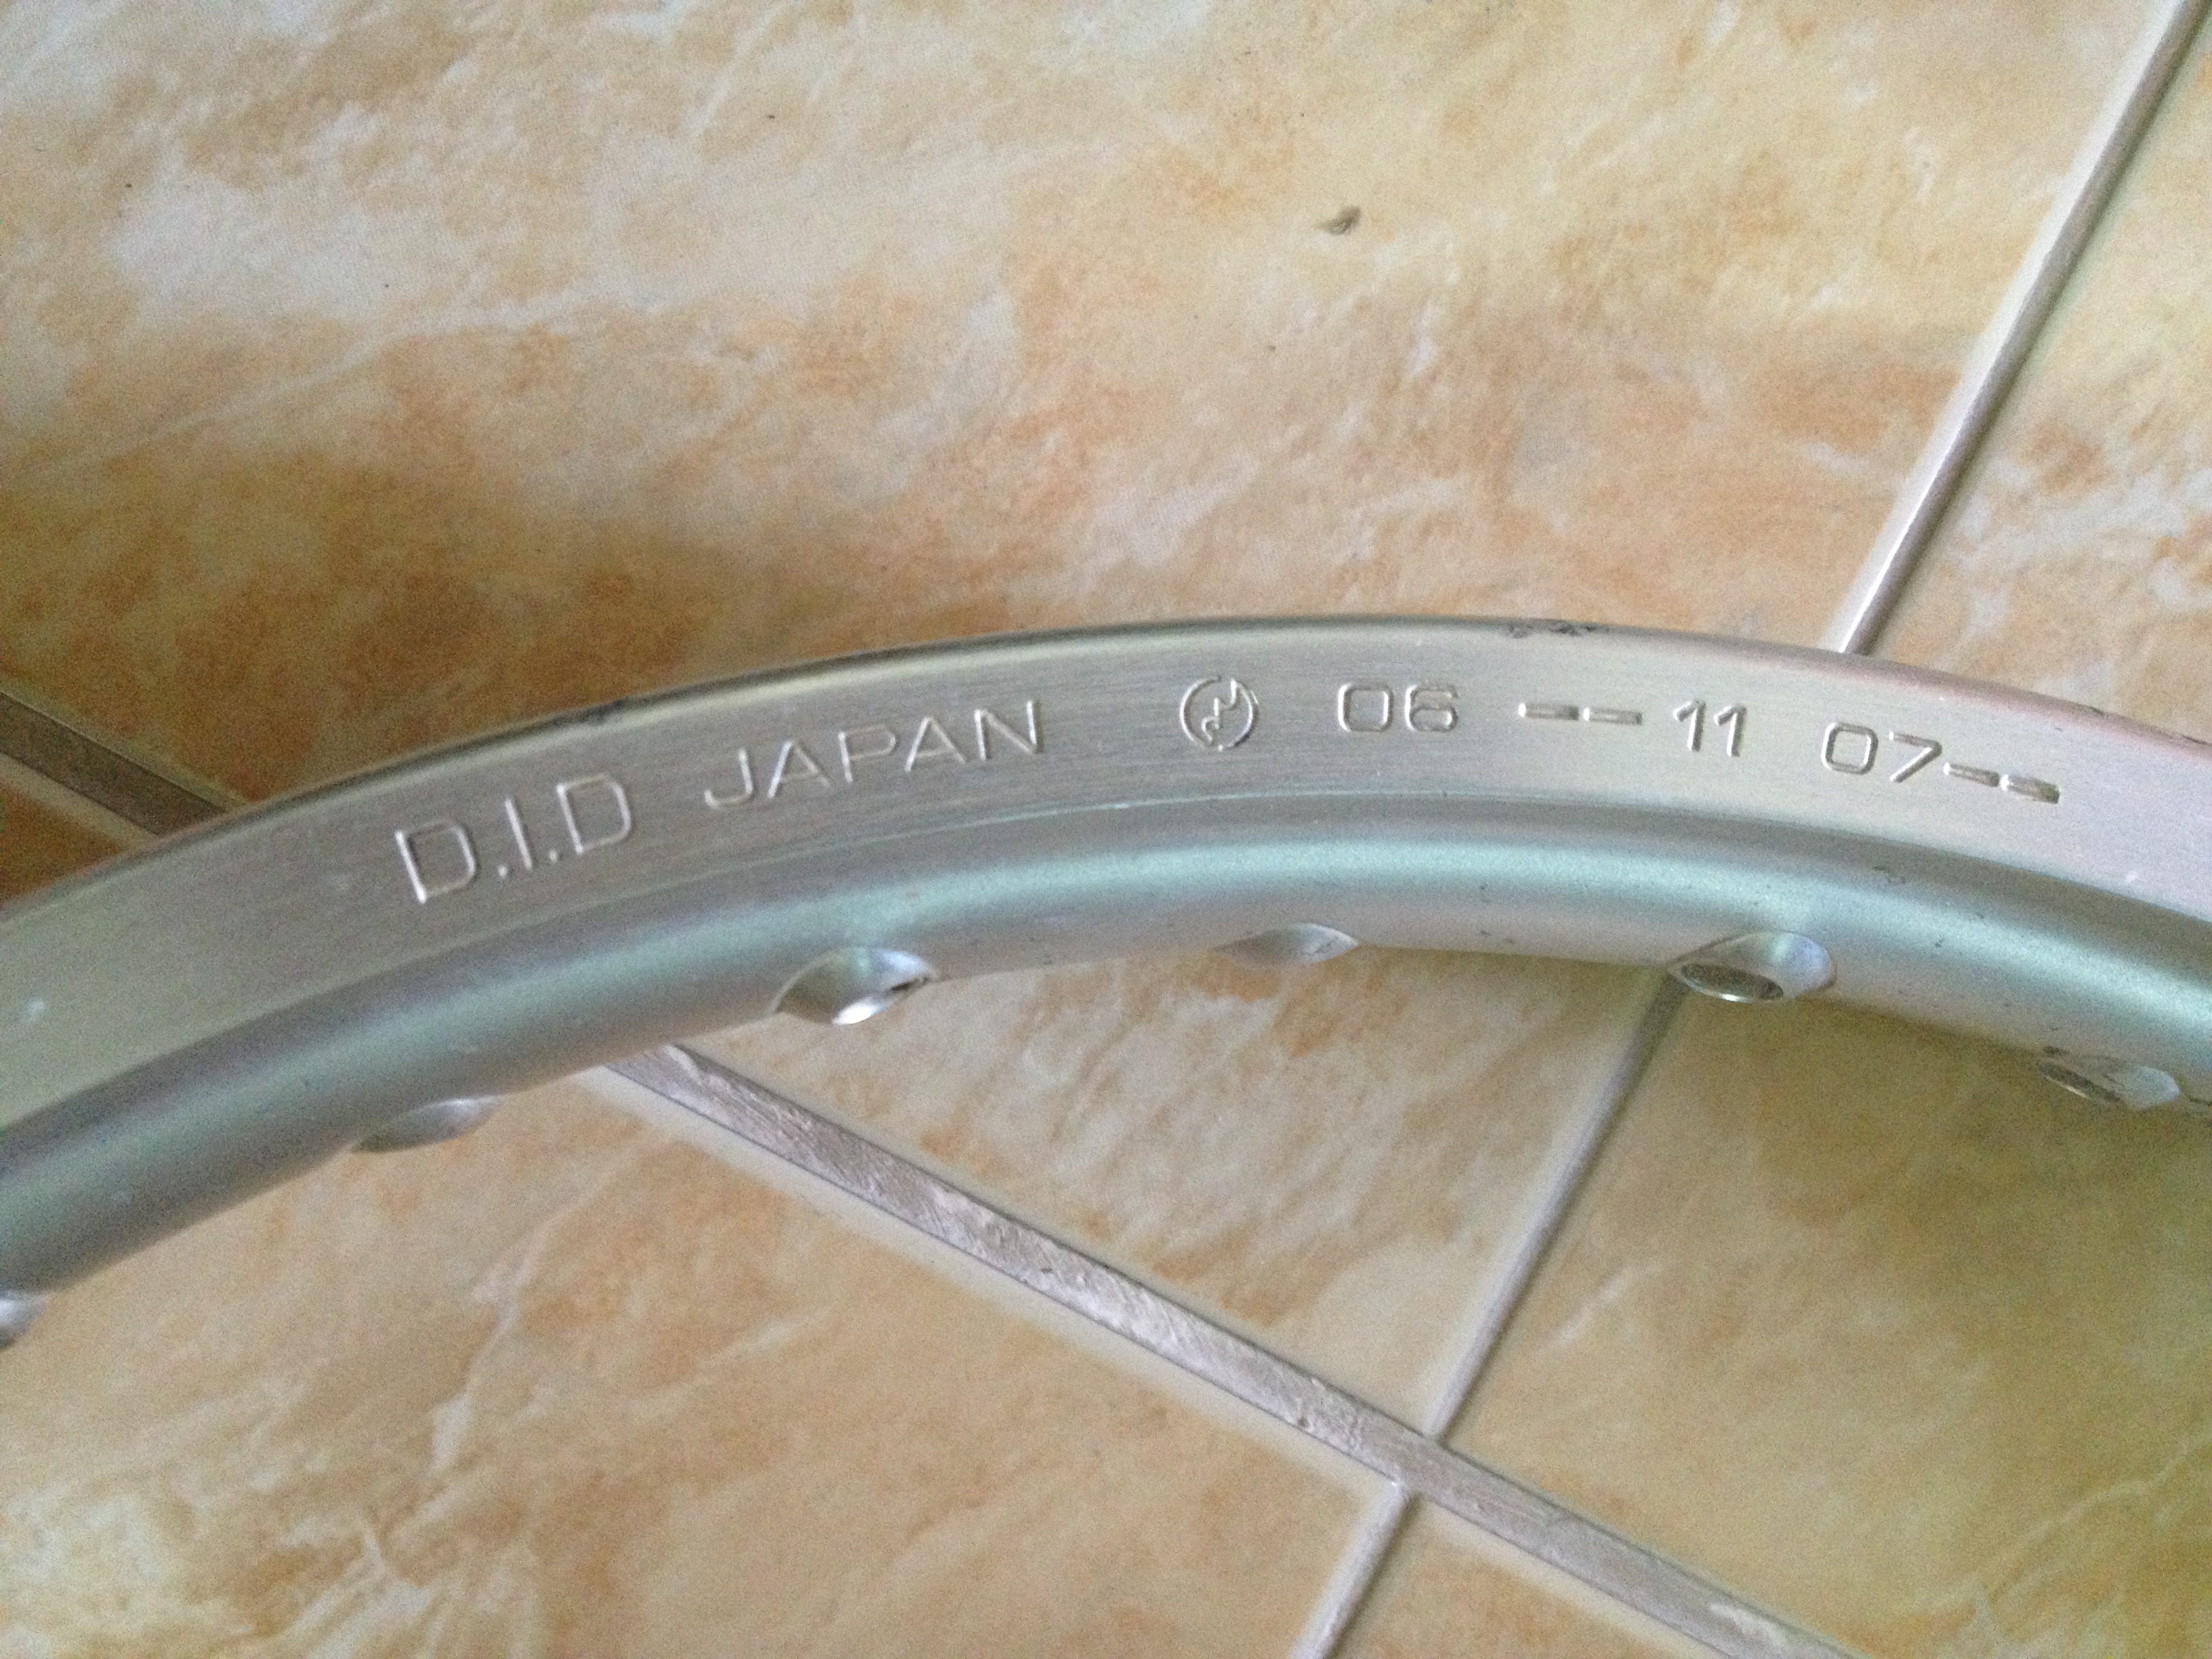 D.I.D JAPAN 06 -- 11 07--